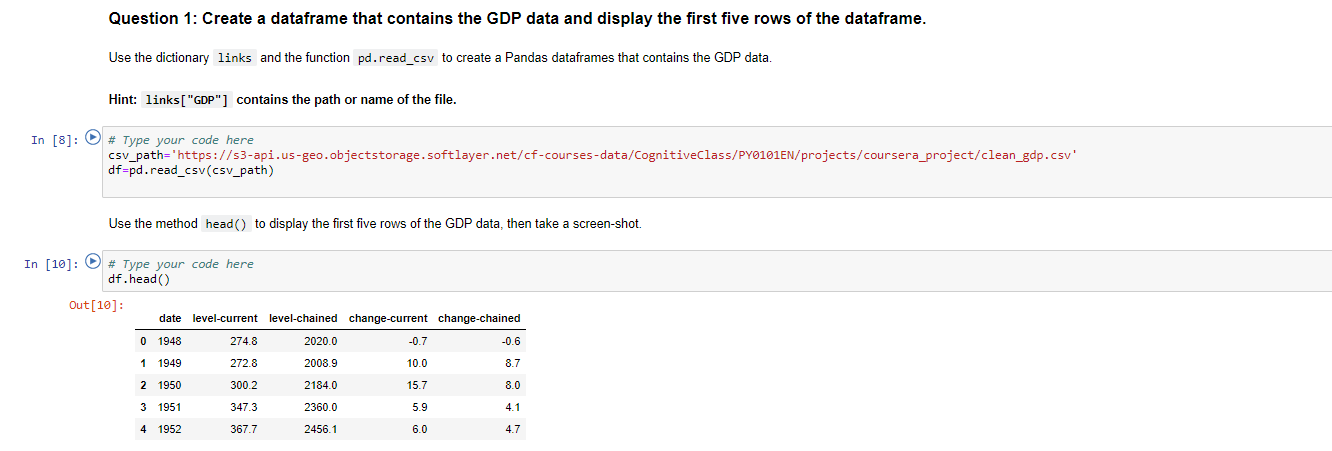 Question 1: Create a dataframe that contains the GDP data and display the first five rows of the dataframe.
Use the dictionary links and the function pd.read_csv to create a Pandas dataframes that contains the GDP data.
Hint: links["GDP"] contains the path or name of the file.
In [8]: # Type your code here
csv_path='https://s3-api.us-geo.objectstorage.softlayer.net/cf-courses-data/CognitiveClass/PY0101EN/projects/coursera_project/clean_gdp.csv'
df=pd.read_csv(csv_path)
Use the method head() to display the first five rows of the GDP data, then take a screen-shot.
In [10]: # Type your code here
df.head()
Out[10]:
date level-current level-chained change-current change-chained
0 1948 274.8 2020.0 -0.7 -0.6
1 1949 272.8 2008.9 10.0 8.7
2 1950 300.2 2184.0 15.7 8.0
3 1951 347.3 2360.0 5.9 4.1
4 1952 367.7 2456.1 6.0 4.7